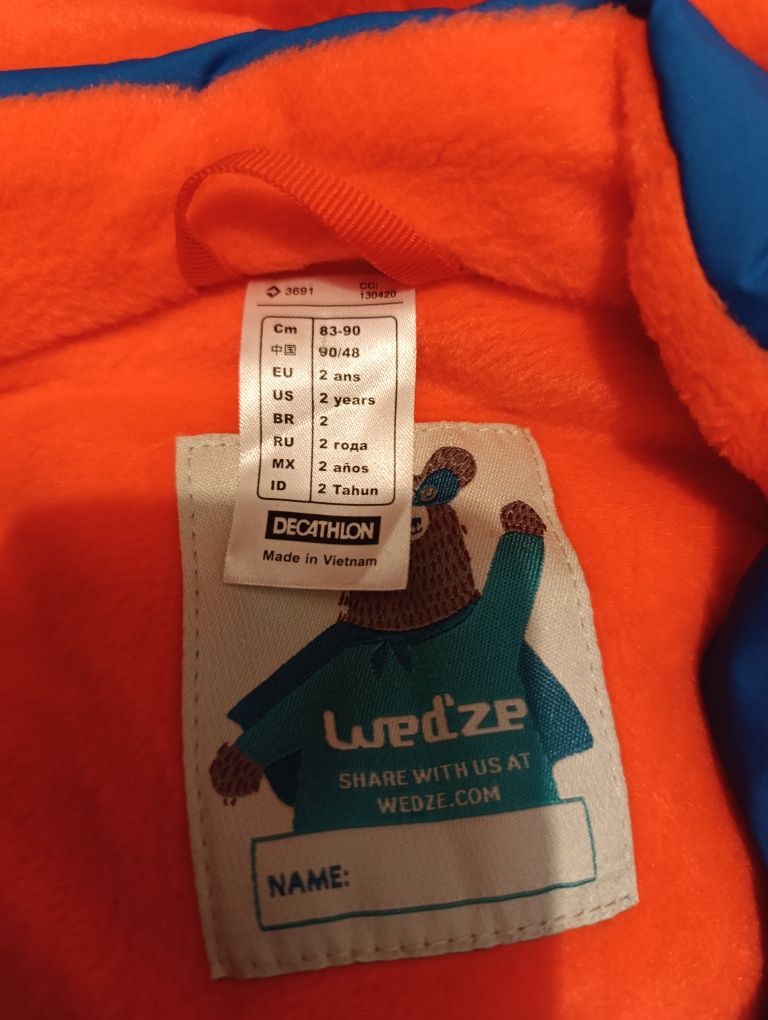 3691 CC:
130420
Cm 83-90
中国 90/48
EU 2 ans
US 2 years
BR 2
RU 2 года
MX 2 años
ID 2 Tahun
DECATHLON
Made in Vietnam
wed'ze
SHARE WITH US AT
WEDZE.COM
NAME: